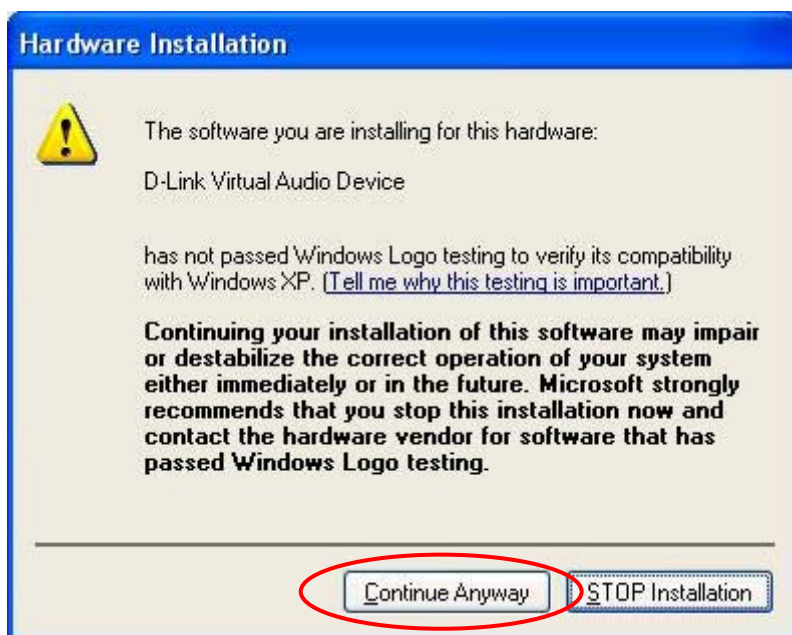 Hardware Installation
The software you are installing for this hardware:
D-Link Virtual Audio Device
has not passed Windows Logo testing to verify its compatibility
with Windows XP. (Tell me why this testing is important.)
Continuing your installation of this software may impair
or destabilize the correct operation of your system
either immediately or in the future. Microsoft strongly
recommends that you stop this installation now and
contact the hardware vendor for software that has
passed Windows Logo testing.
Continue Anyway
STOP Installation